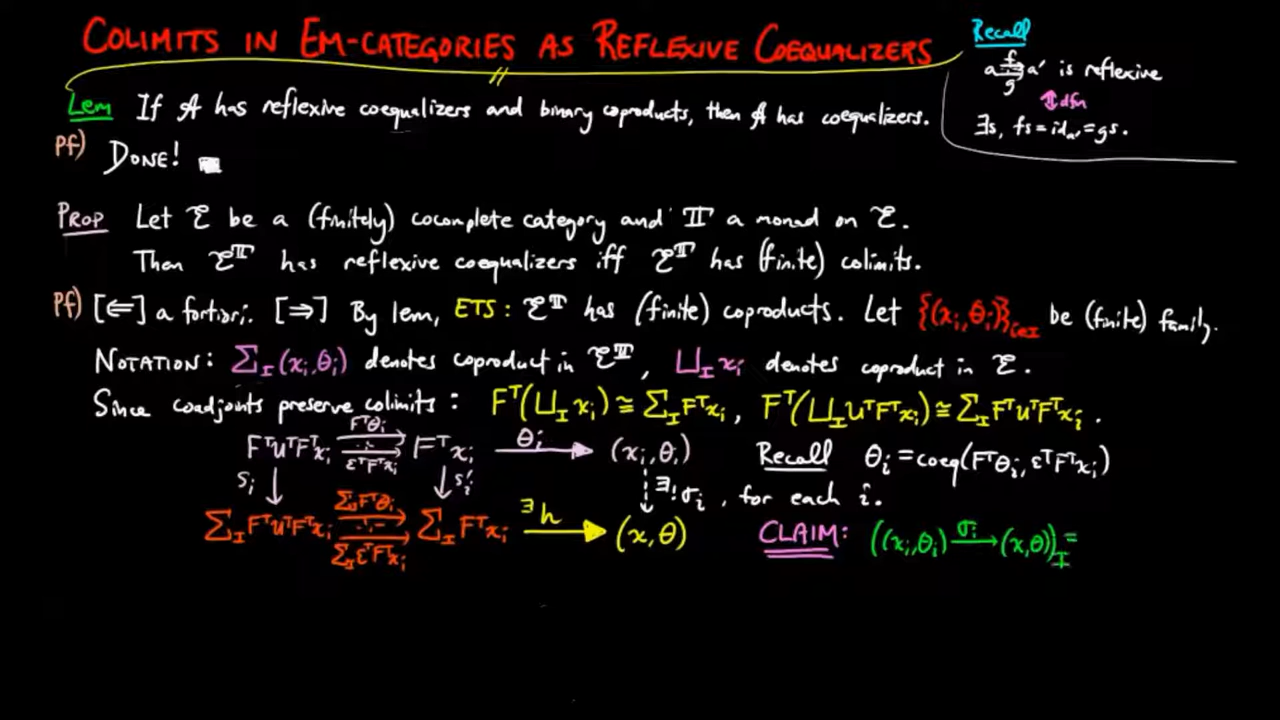 COLIMITS IN EM-CATEGORIES AS REFLEXIVE COEQUALIZERS
Recall
a ⇉ a' is reflexive
f
g
⇕ dfn
∃s, fs = id_a' = gs.
Lem If A has reflexive coequalizers and binary coproducts, then A has coequalizers.
Pf) DONE!
PROP Let ℰ be a (finitely) cocomplete category and 𝕋 a monad on ℰ.
Then ℰ^𝕋 has reflexive coequalizers iff ℰ^𝕋 has (finite) colimits.
Pf) [⇐] a fortiori. [⇒] By lem, ETS: ℰ^𝕋 has (finite) coproducts. Let {(x_i,θ_i)}_{i∈I} be (finite) family.
NOTATION: Σ_I(x_i,θ_i) denotes coproduct in ℰ^𝕋, ⊔_I x_i denotes coproduct in ℰ.
Since coadjoints preserve colimits: F^T(⊔_I x_i) ≅ Σ_I F^T x_i, F^T(⊔_I U^T F^T x_i) ≅ Σ_I F^T U^T F^T x_i.
F^T θ_i
F^T U^T F^T x_i ⇉ F^T x_i θ_i → (x_i,θ_i) Recall θ_i = coeq(F^T θ_i, ε^T F^T x_i)
ε^T F^T x_i
s_i ↓ s_i' ↓ ∃! σ_i, for each i.
Σ_I F^T θ_i
Σ_I F^T U^T F^T x_i ⇉ Σ_I F^T x_i ∃h → (x,θ) CLAIM: ((x_i,θ_i) σ_i → (x,θ))_I =
Σ_I ε^T F^T x_i